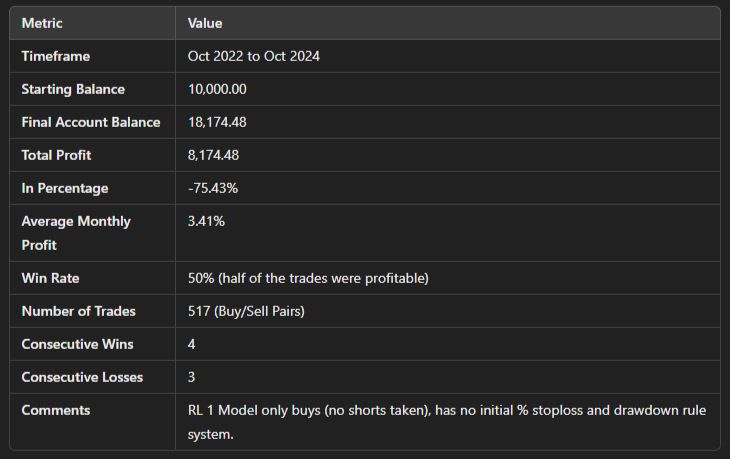 Metric Value
Timeframe Oct 2022 to Oct 2024
Starting Balance 10,000.00
Final Account Balance 18,174.48
Total Profit 8,174.48
In Percentage -75.43%
Average Monthly 3.41%
Profit
Win Rate 50% (half of the trades were profitable)
Number of Trades 517 (Buy/Sell Pairs)
Consecutive Wins 4
Consecutive Losses 3
Comments RL 1 Model only buys (no shorts taken), has no initial % stoploss and drawdown rule
system.